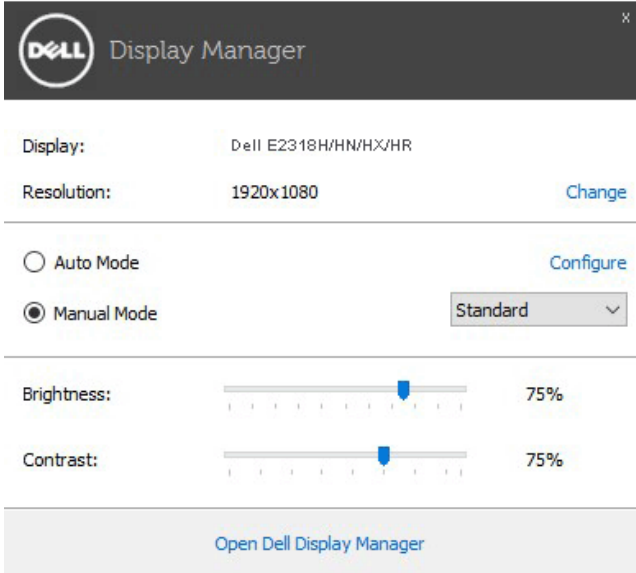 X
DELL Display Manager
Display: Dell E2318H/HN/HX/HR
Resolution: 1920x1080 Change
Auto Mode Configure
Manual Mode Standard
Brightness: 75%
Contrast: 75%
Open Dell Display Manager